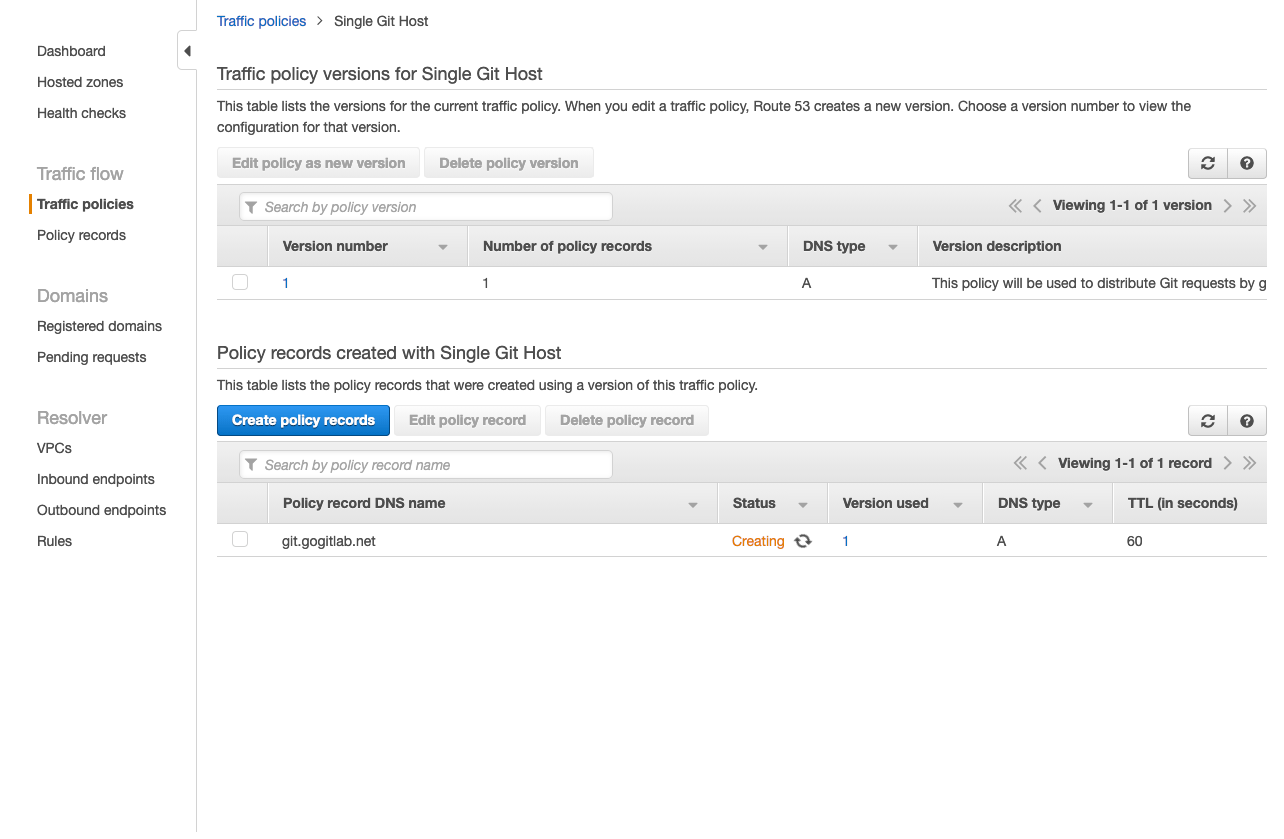 Traffic policies > Single Git Host
Dashboard
Hosted zones
Health checks
Traffic flow
Traffic policies
Policy records
Domains
Registered domains
Pending requests
Resolver
VPCs
Inbound endpoints
Outbound endpoints
Rules
Traffic policy versions for Single Git Host
This table lists the versions for the current traffic policy. When you edit a traffic policy, Route 53 creates a new version. Choose a version number to view the
configuration for that version.
Edit policy as new version Delete policy version
Search by policy version Viewing 1-1 of 1 version
Version number Number of policy records DNS type Version description
1 1 A This policy will be used to distribute Git requests by g
Policy records created with Single Git Host
This table lists the policy records that were created using a version of this traffic policy.
Create policy records Edit policy record Delete policy record
Search by policy record name Viewing 1-1 of 1 record
Policy record DNS name Status Version used DNS type TTL (in seconds)
git.gogitlab.net Creating 1 A 60